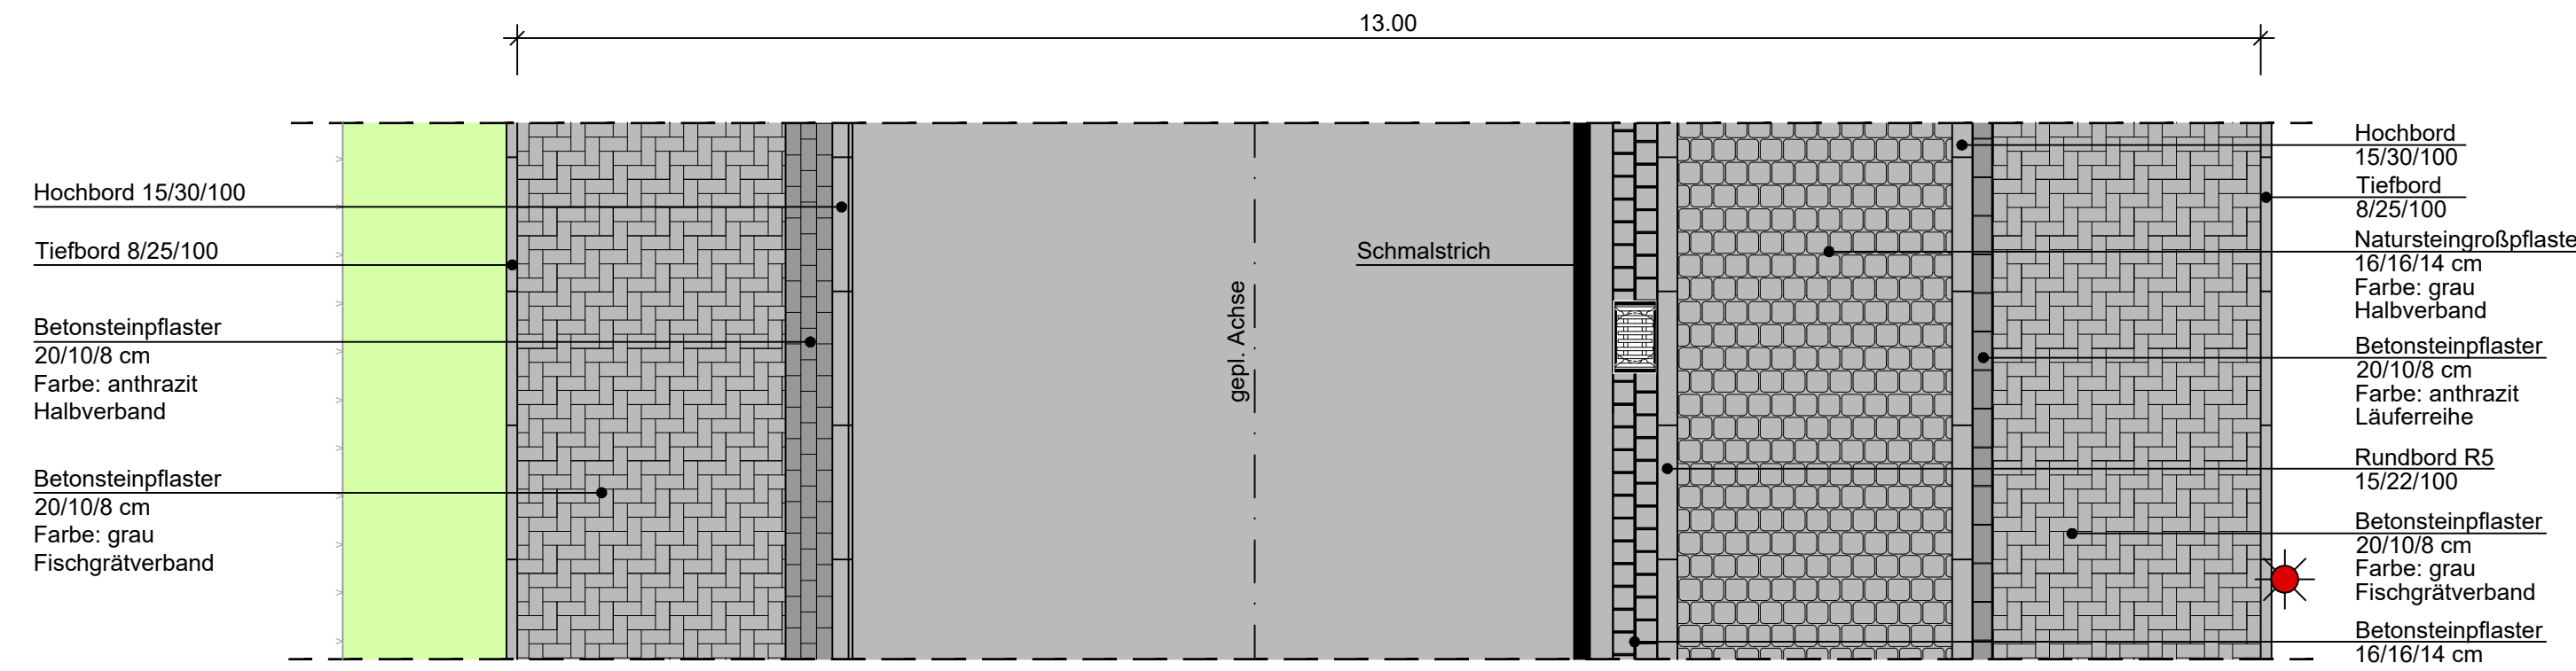 13.00
Hochbord 15/30/100
Tiefbord 8/25/100
Betonsteinpflaster
20/10/8 cm
Farbe: anthrazit
Halbverband
Betonsteinpflaster
20/10/8 cm
Farbe: grau
Fischgrätverband
gepl. Achse
Schmalstrich
Hochbord
15/30/100
Tiefbord
8/25/100
Natursteingroßpflaste
16/16/14 cm
Farbe: grau
Halbverband
Betonsteinpflaster
20/10/8 cm
Farbe: anthrazit
Läuferreihe
Rundbord R5
15/22/100
Betonsteinpflaster
20/10/8 cm
Farbe: grau
Fischgrätverband
Betonsteinpflaster
16/16/14 cm